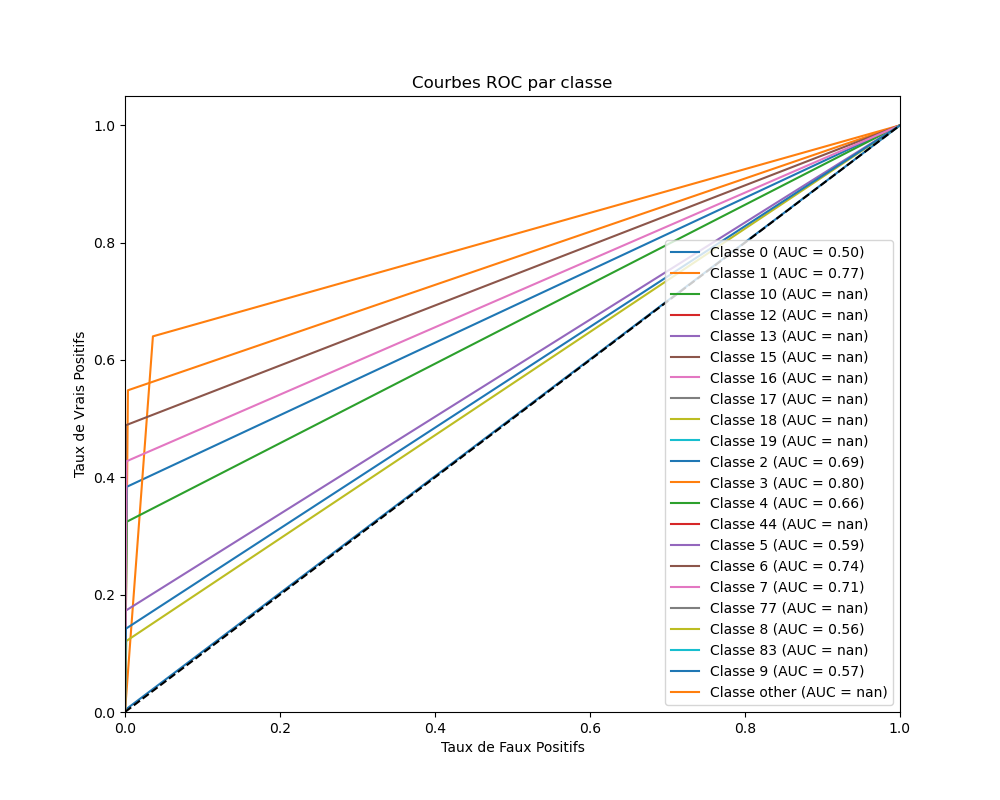 Courbes ROC par classe
Taux de Vrais Positifs
1.0
0.8
0.6
0.4
0.2
0.0
0.0 0.2 0.4 0.6 0.8 1.0
Taux de Faux Positifs
Classe 0 (AUC = 0.50)
Classe 1 (AUC = 0.77)
Classe 10 (AUC = nan)
Classe 12 (AUC = nan)
Classe 13 (AUC = nan)
Classe 15 (AUC = nan)
Classe 16 (AUC = nan)
Classe 17 (AUC = nan)
Classe 18 (AUC = nan)
Classe 19 (AUC = nan)
Classe 2 (AUC = 0.69)
Classe 3 (AUC = 0.80)
Classe 4 (AUC = 0.66)
Classe 44 (AUC = nan)
Classe 5 (AUC = 0.59)
Classe 6 (AUC = 0.74)
Classe 7 (AUC = 0.71)
Classe 77 (AUC = nan)
Classe 8 (AUC = 0.56)
Classe 83 (AUC = nan)
Classe 9 (AUC = 0.57)
Classe other (AUC = nan)